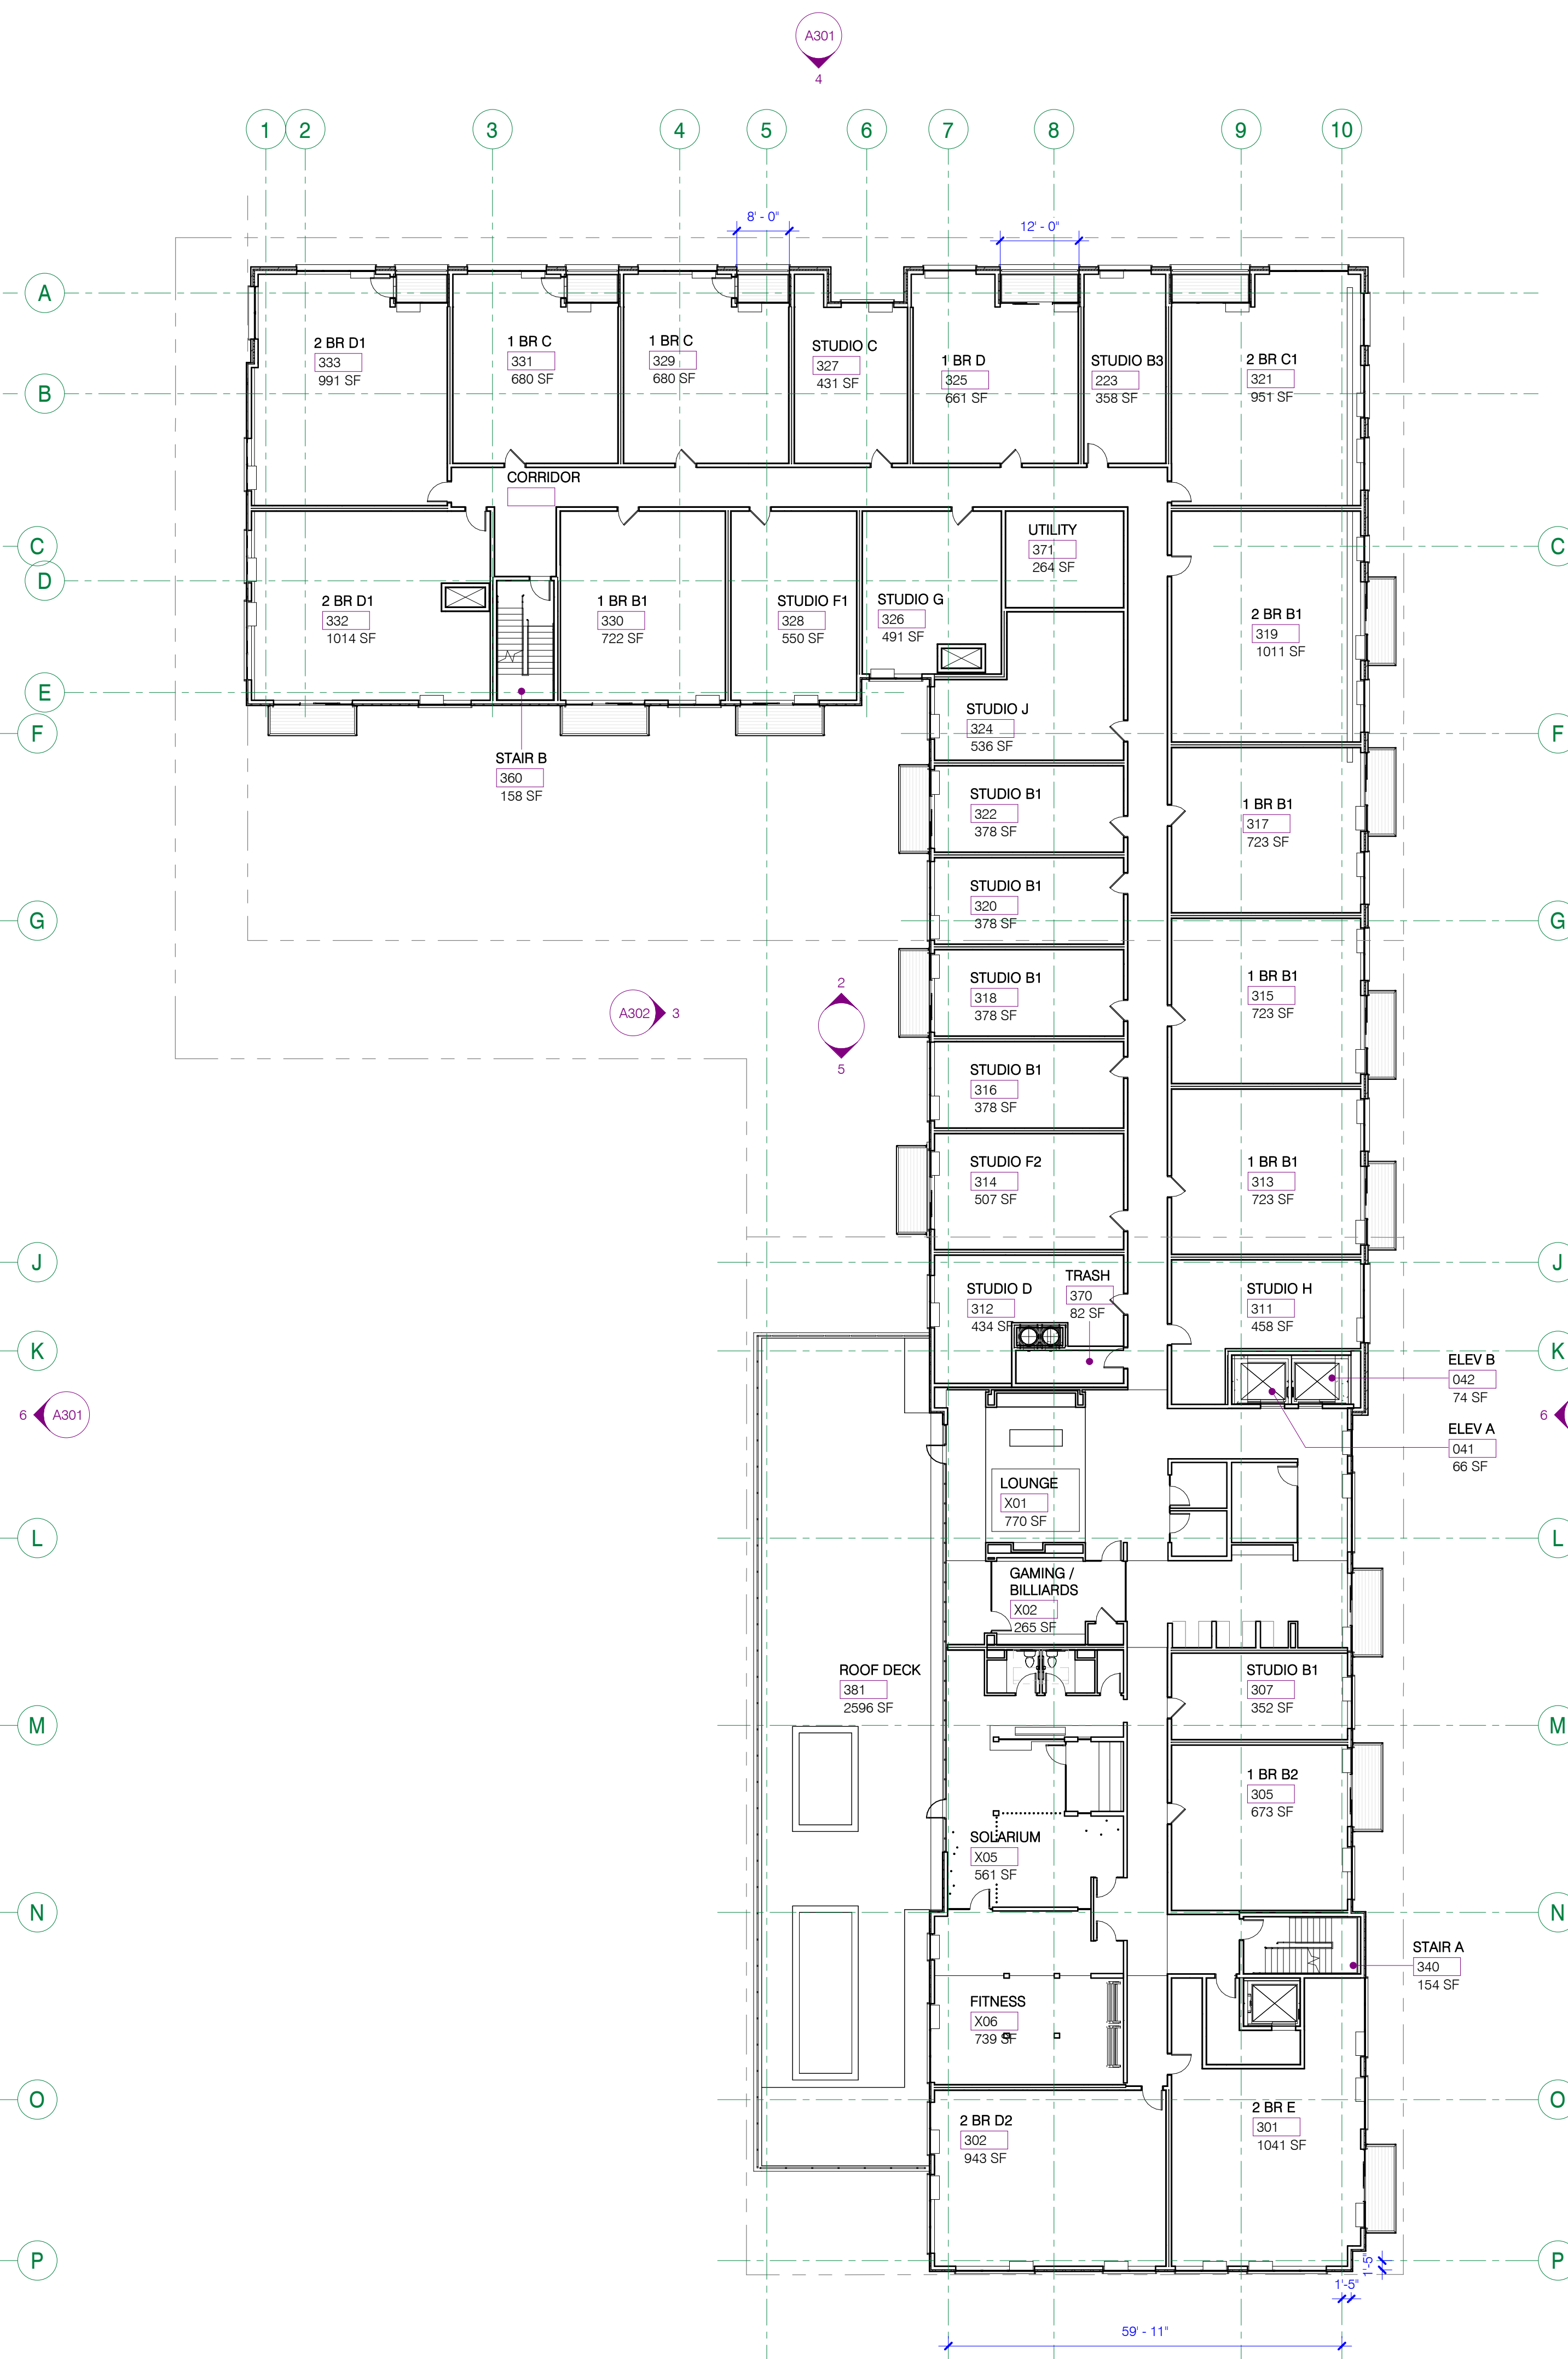 A301
4
1
2
3
4
5
6
7
8
9
10
8' - 0"
12' - 0"
A
B
C
D
E
F
G
J
K
L
M
N
O
P
C
F
G
J
K
L
M
N
O
P
2 BR D1
333
991 SF
1 BR C
331
680 SF
1 BR C
329
680 SF
STUDIO C
327
431 SF
1 BR D
325
661 SF
STUDIO B3
223
358 SF
2 BR C1
321
951 SF
CORRIDOR
2 BR D1
332
1014 SF
1 BR B1
330
722 SF
STUDIO F1
328
550 SF
STUDIO G
326
491 SF
UTILITY
371
264 SF
2 BR B1
319
1011 SF
STAIR B
360
158 SF
STUDIO J
324
536 SF
STUDIO B1
322
378 SF
1 BR B1
317
723 SF
STUDIO B1
320
378 SF
STUDIO B1
318
378 SF
1 BR B1
315
723 SF
A302
3
2
5
STUDIO B1
316
378 SF
STUDIO F2
314
507 SF
1 BR B1
313
723 SF
STUDIO D
312
434 SF
TRASH
370
82 SF
STUDIO H
311
458 SF
ELEV B
042
74 SF
ELEV A
041
66 SF
6
A301
6
LOUNGE
X01
770 SF
GAMING /
BILLIARDS
X02
265 SF
ROOF DECK
381
2596 SF
STUDIO B1
307
352 SF
1 BR B2
305
673 SF
SOLARIUM
X05
561 SF
STAIR A
340
154 SF
FITNESS
X06
739 SF
2 BR D2
302
943 SF
2 BR E
301
1041 SF
1'-5"
1'-5"
59' - 11"